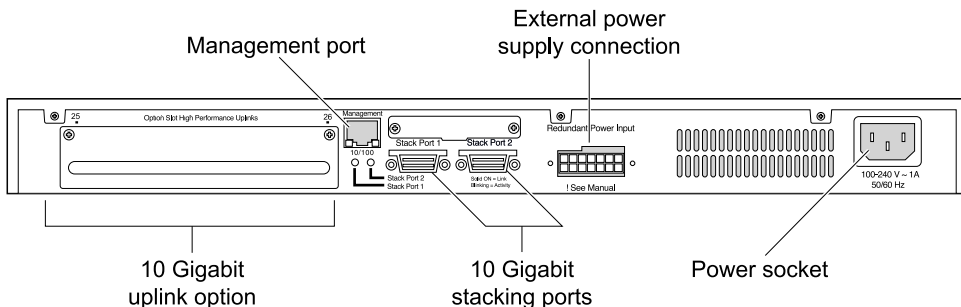 External power
supply connection
Management port
25
Option Slot High Performance Uplinks
26
Management
10/100
Stack Port 1
Stack Port 2
Stack Port 2
Stack Port 1
Solid ON = Link
Blinking = Activity
Redundant Power Input
! See Manual
100-240 V ~ 1A
50/60 Hz
10 Gigabit
uplink option
10 Gigabit
stacking ports
Power socket